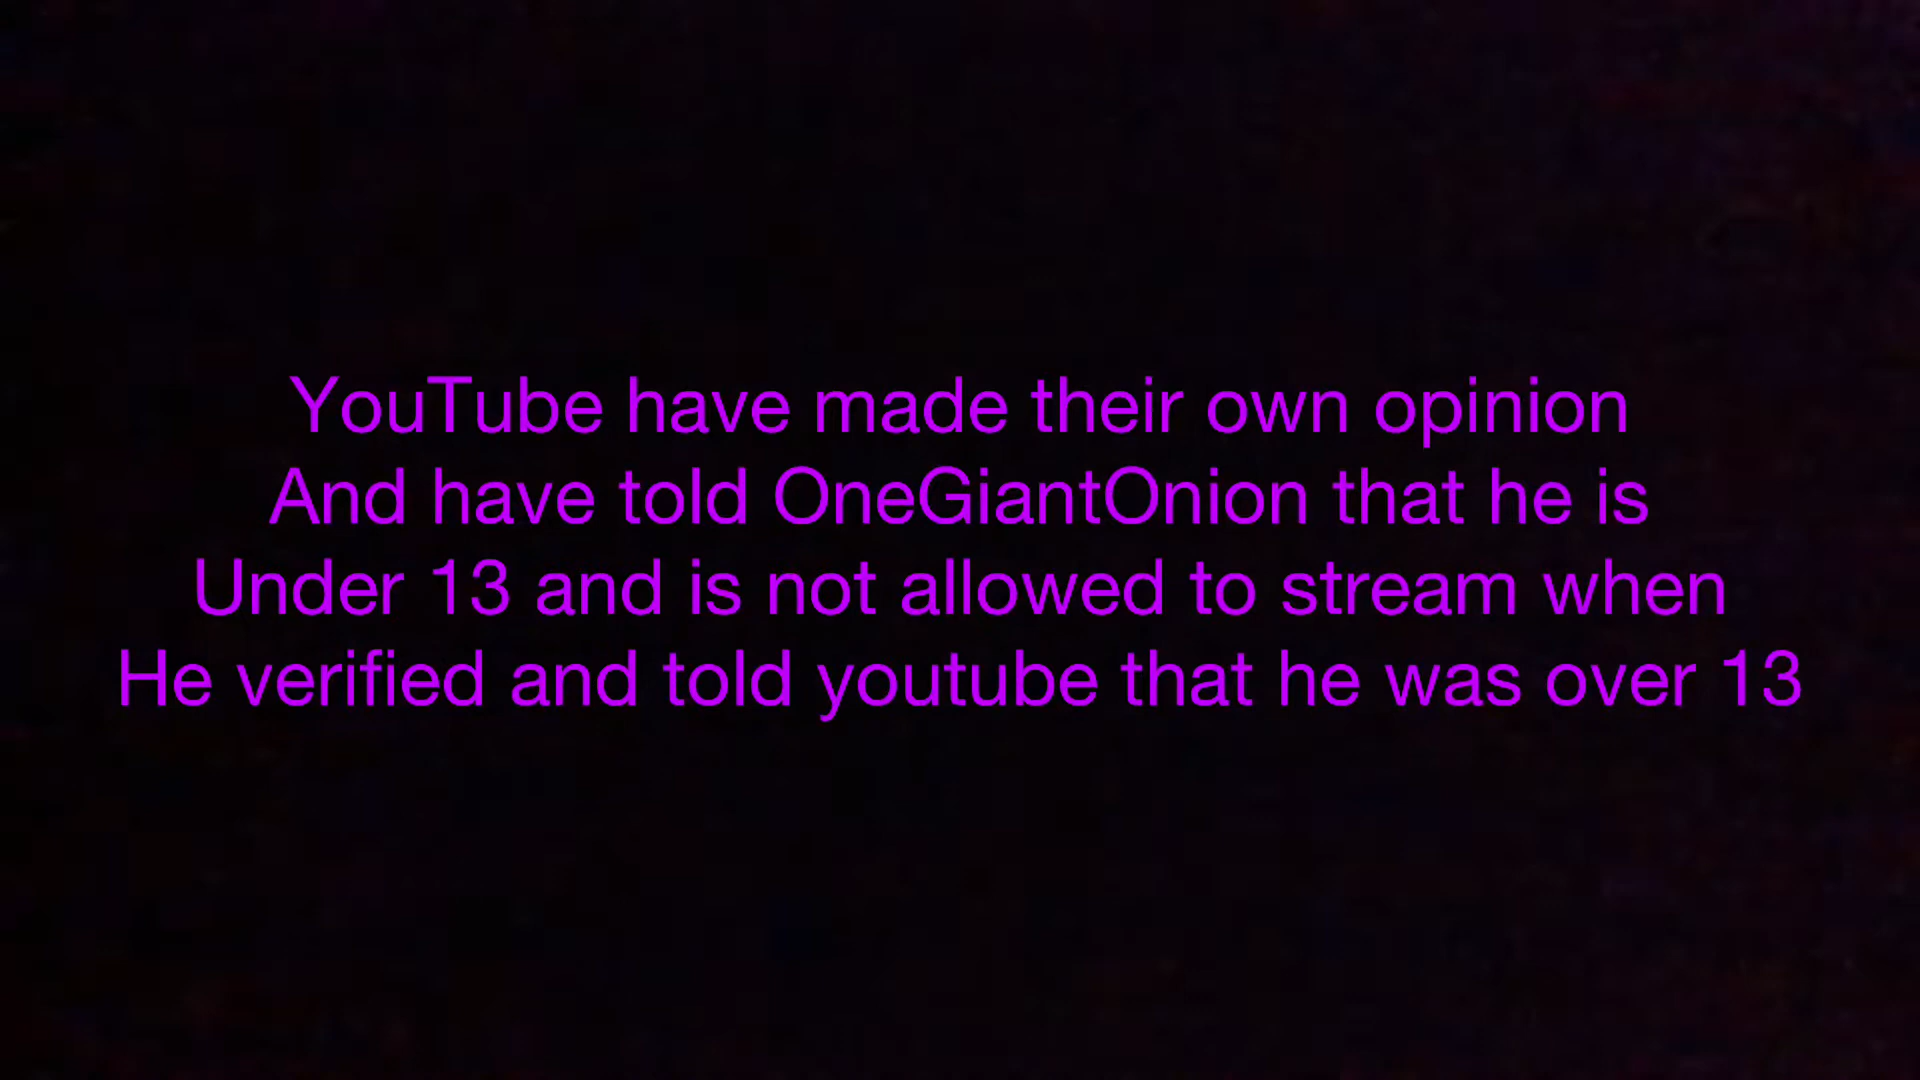 YouTube have made their own opinion
And have told OneGiantOnion that he is
Under 13 and is not allowed to stream when
He verified and told youtube that he was over 13